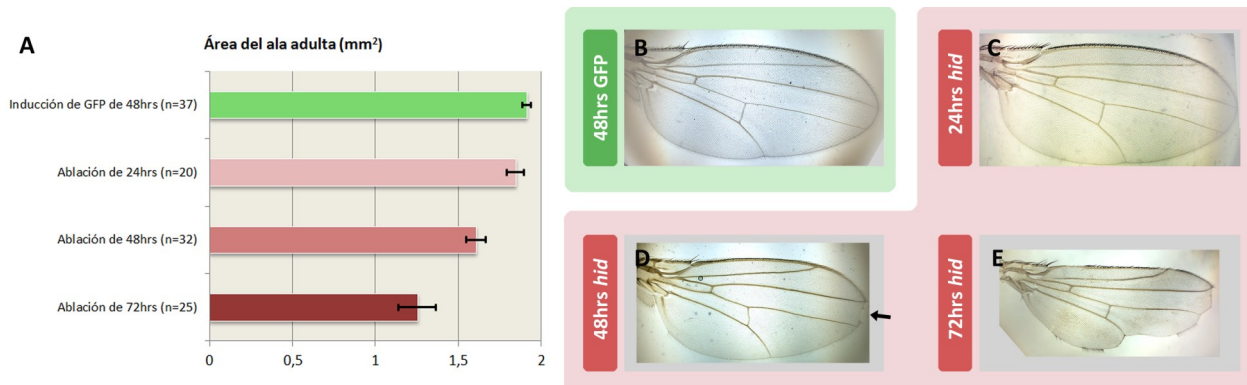 A
Área del ala adulta (mm²)
Inducción de GFP de 48hrs (n=37)
Ablación de 24hrs (n=20)
Ablación de 48hrs (n=32)
Ablación de 72hrs (n=25)
0 0,5 1 1,5 2
48hrs GFP
B
24hrs hid
C
48hrs hid
D
72hrs hid
E